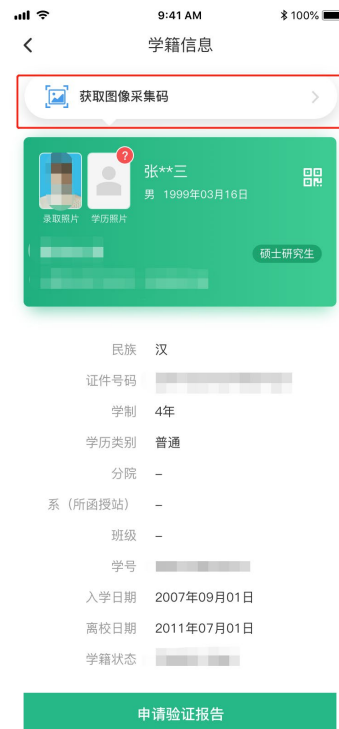 9:41 AM
100%
学籍信息
获取图像采集码
?
张**三
男 1999年03月16日
录取照片 学历照片
硕士研究生
民族 汉
证件号码
学制 4年
学历类别 普通
分院 –
系（所函授站） –
班级 –
学号
入学日期 2007年09月01日
离校日期 2011年07月01日
学籍状态
申请验证报告